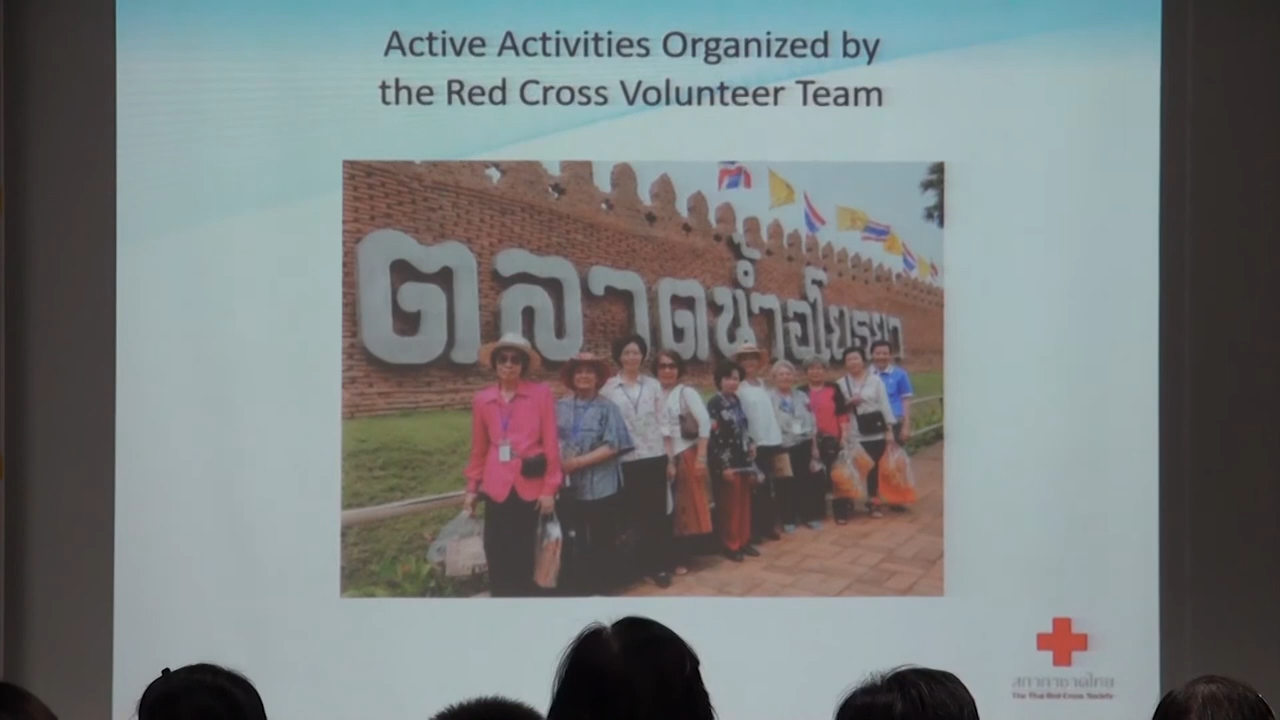 Active Activities Organized by
the Red Cross Volunteer Team
ตลาดน้ำอโยธยา
สภากาชาดไทย
The Thai Red Cross Society